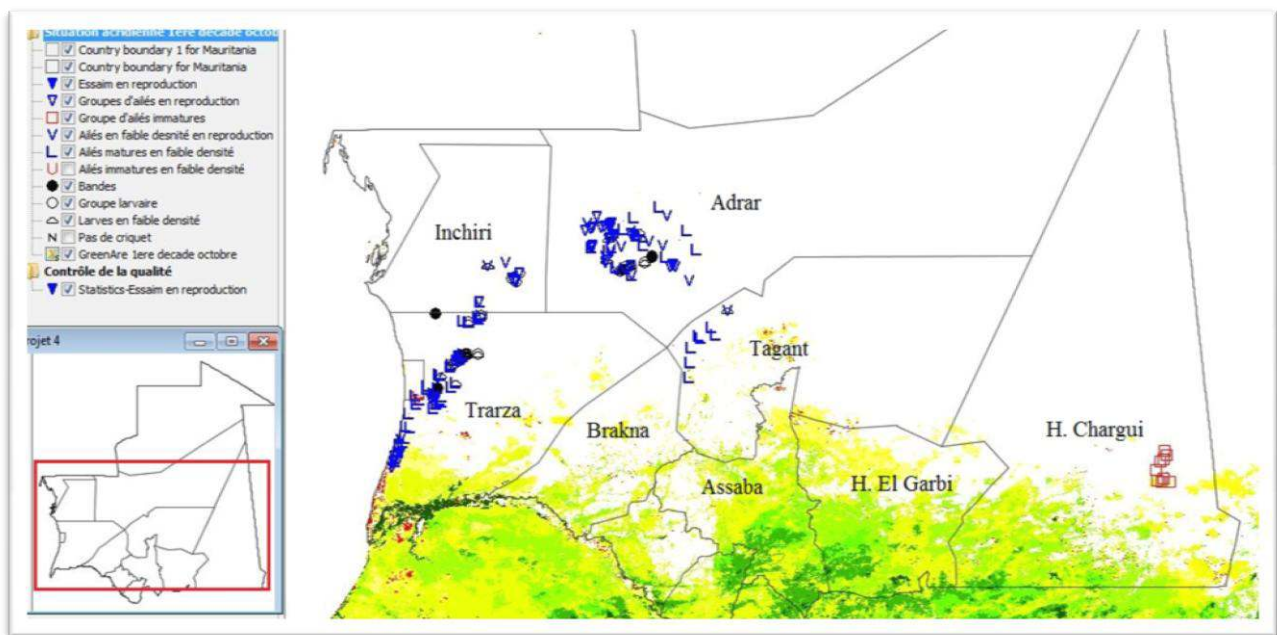 Situation acridienne 1ere decade octob
Country boundary 1 for Mauritania
Country boundary for Mauritania
Essaim en reproduction
Groupes d'ailés en reproduction
Groupe d'ailés immatures
Ailés en faible desnité en reproduction
Ailés matures en faible densité
Ailés immatures en faible densité
Bandes
Groupe larvaire
Larves en faible densité
N Pas de criquet
GreenAre 1ere decade octobre
Contrôle de la qualité
Statistics-Essaim en reproduction
rojet 4
Adrar
Inchiri
Tagant
Trarza
Brakna
H. Chargui
Assaba
H. El Garbi